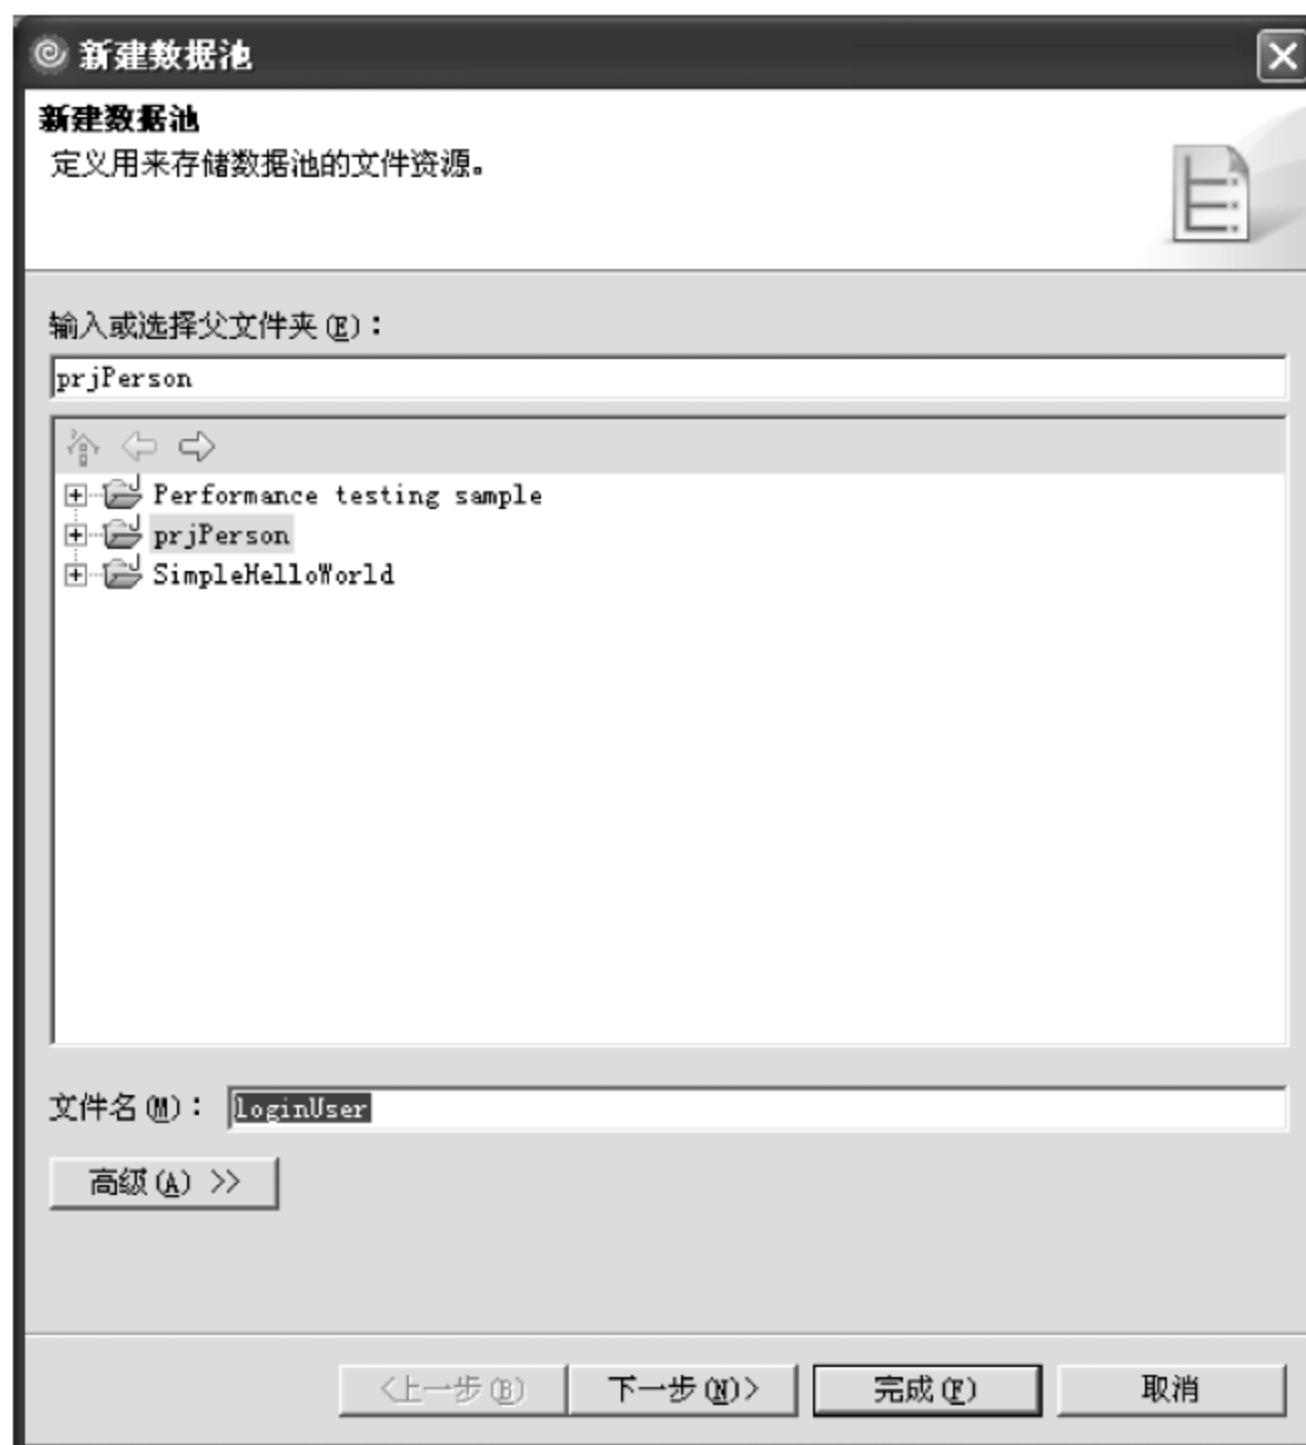 新建数据池
新建数据池
定义用来存储数据池的文件资源。
输入或选择父文件夹(E)：
prjPerson
Performance testing sample
prjPerson
SimpleHelloWorld
文件名(M)： loginUser
高级(A) >>
<上一步(B) 下一步(N)> 完成(F) 取消